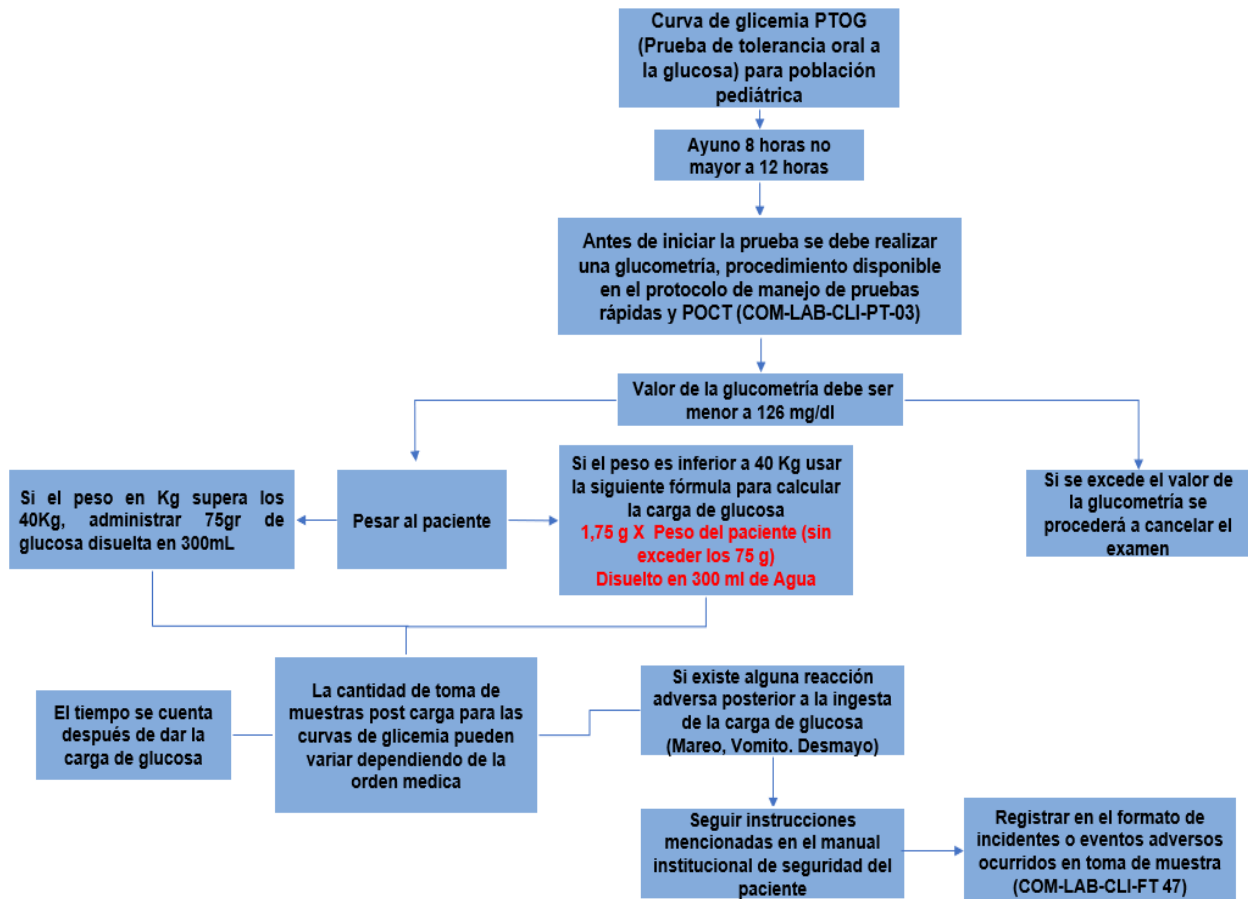 Curva de glicemia PTOG
(Prueba de tolerancia oral a
la glucosa) para población
pediátrica
Ayuno 8 horas no
mayor a 12 horas
Antes de iniciar la prueba se debe realizar
una glucometría, procedimiento disponible
en el protocolo de manejo de pruebas
rápidas y POCT (COM-LAB-CLI-PT-03)
Valor de la glucometría debe ser
menor a 126 mg/dl
Si el peso en Kg supera los
40Kg, administrar 75gr de
glucosa disuelta en 300mL
Pesar al paciente
Si el peso es inferior a 40 Kg usar
la siguiente fórmula para calcular
la carga de glucosa
1,75 g X Peso del paciente (sin
exceder los 75 g)
Disuelto en 300 ml de Agua
Si se excede el valor de
la glucometría se
procederá a cancelar el
examen
El tiempo se cuenta
después de dar la
carga de glucosa
La cantidad de toma de
muestras post carga para las
curvas de glicemia pueden
variar dependiendo de la
orden medica
Si existe alguna reacción
adversa posterior a la ingesta
de la carga de glucosa
(Mareo, Vomito. Desmayo)
Seguir instrucciones
mencionadas en el manual
institucional de seguridad del
paciente
Registrar en el formato de
incidentes o eventos adversos
ocurridos en toma de muestra
(COM-LAB-CLI-FT 47)